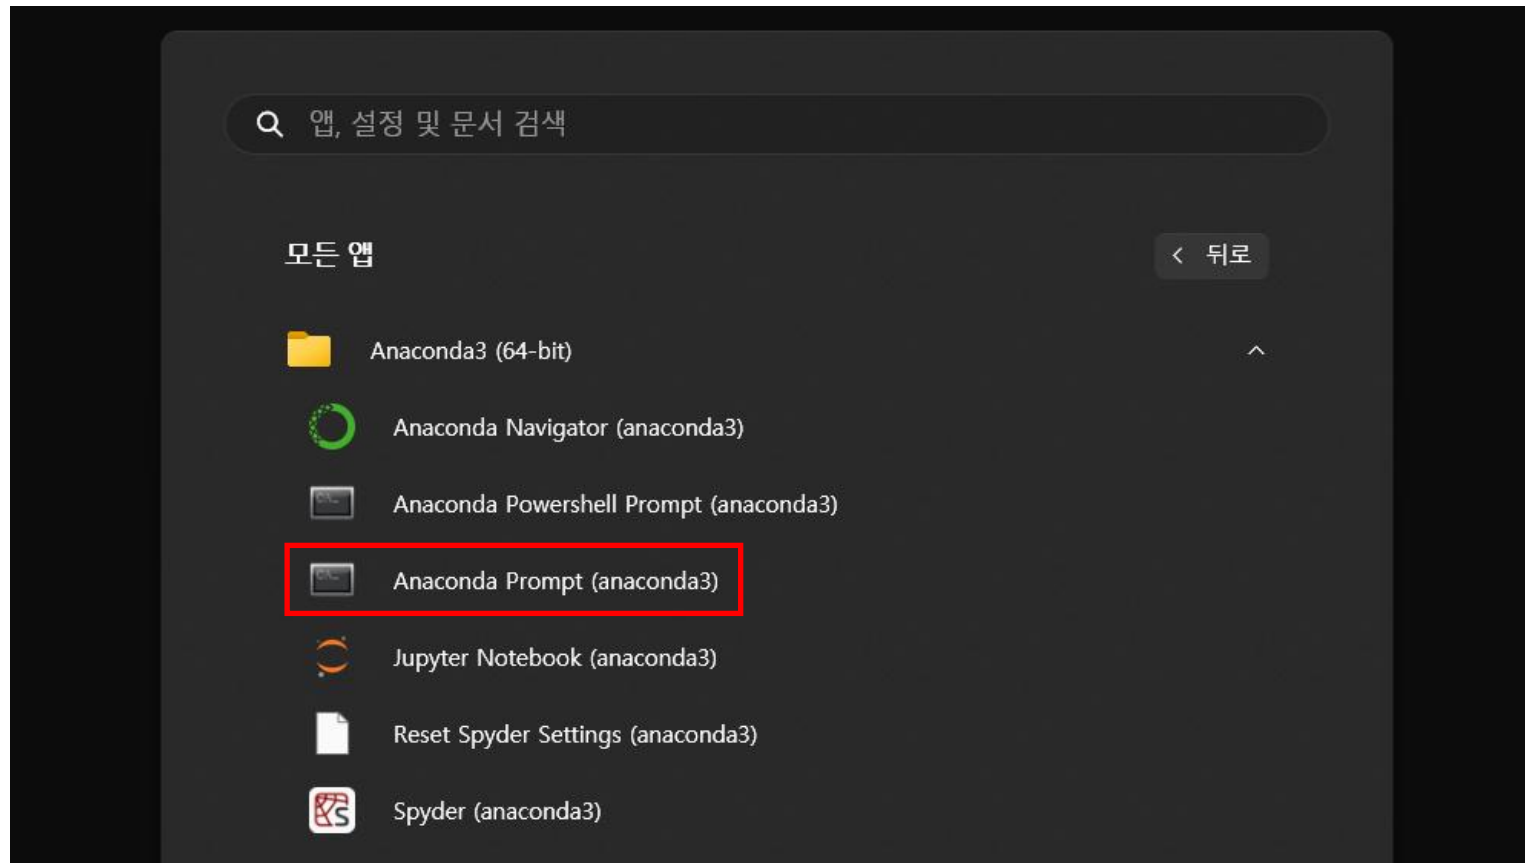 앱, 설정 및 문서 검색
모든 앱
뒤로
Anaconda3 (64-bit)
Anaconda Navigator (anaconda3)
Anaconda Powershell Prompt (anaconda3)
Anaconda Prompt (anaconda3)
Jupyter Notebook (anaconda3)
Reset Spyder Settings (anaconda3)
Spyder (anaconda3)